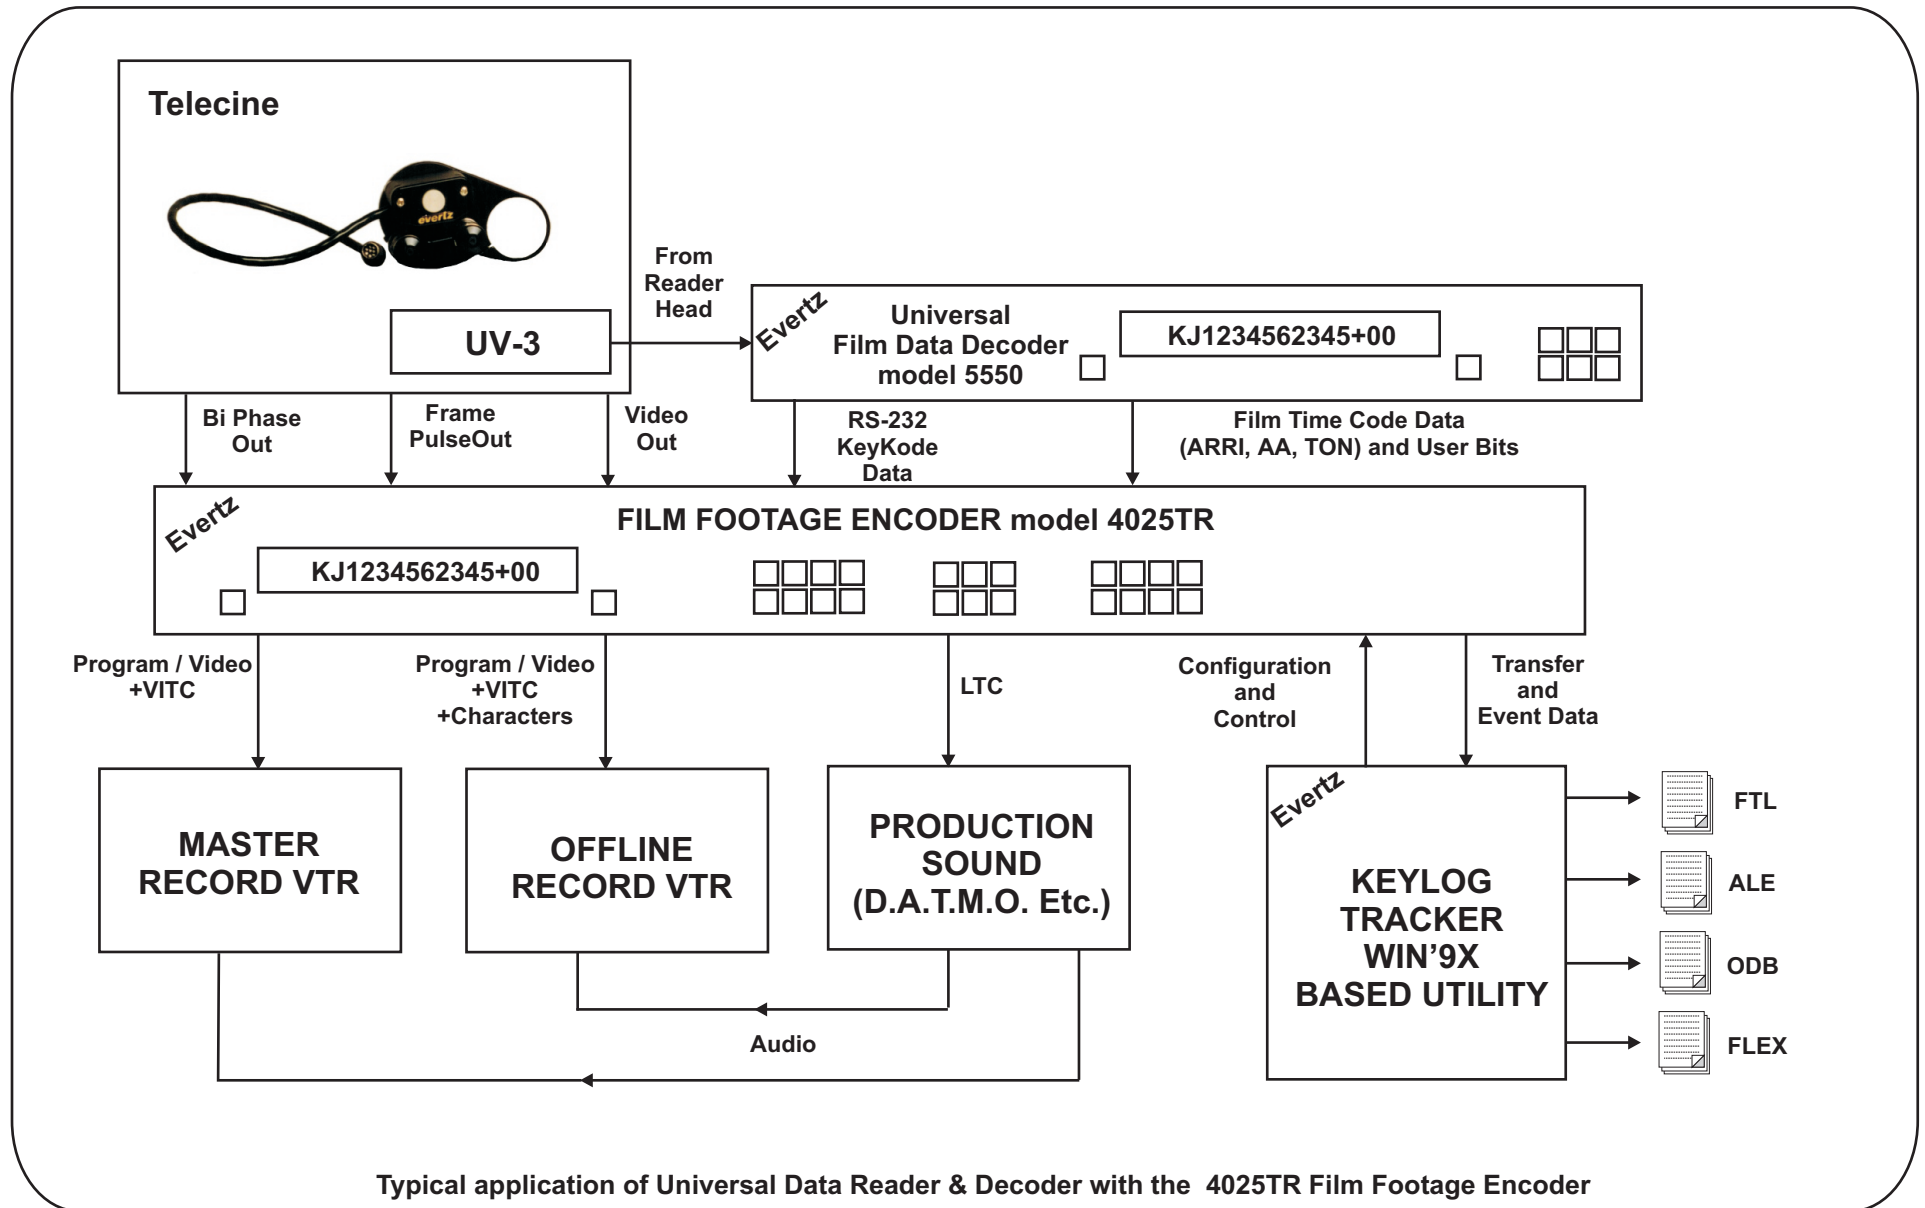 Telecine
evertz
UV-3
From
Reader
Head
Evertz
Universal
Film Data Decoder
model 5550
KJ1234562345+00
Bi Phase
Out
Frame
PulseOut
Video
Out
RS-232
KeyKode
Data
Film Time Code Data
(ARRI, AA, TON) and User Bits
Evertz
FILM FOOTAGE ENCODER model 4025TR
KJ1234562345+00
Program / Video
+VITC
Program / Video
+VITC
+Characters
LTC
Configuration
and
Control
Transfer
and
Event Data
MASTER
RECORD VTR
OFFLINE
RECORD VTR
PRODUCTION
SOUND
(D.A.T.M.O. Etc.)
Evertz
KEYLOG
TRACKER
WIN'9X
BASED UTILITY
FTL
ALE
ODB
FLEX
Audio
Typical application of Universal Data Reader & Decoder with the 4025TR Film Footage Encoder